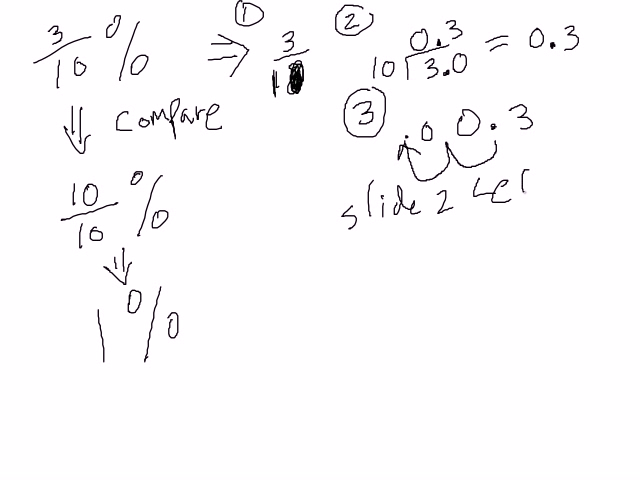 3/10 % ⇒ ① 3/10
⇓ compare
10/10 %
⇓
1%
② 10 √3.0 0.3 = 0.3
③ .0 0.3
slide 2